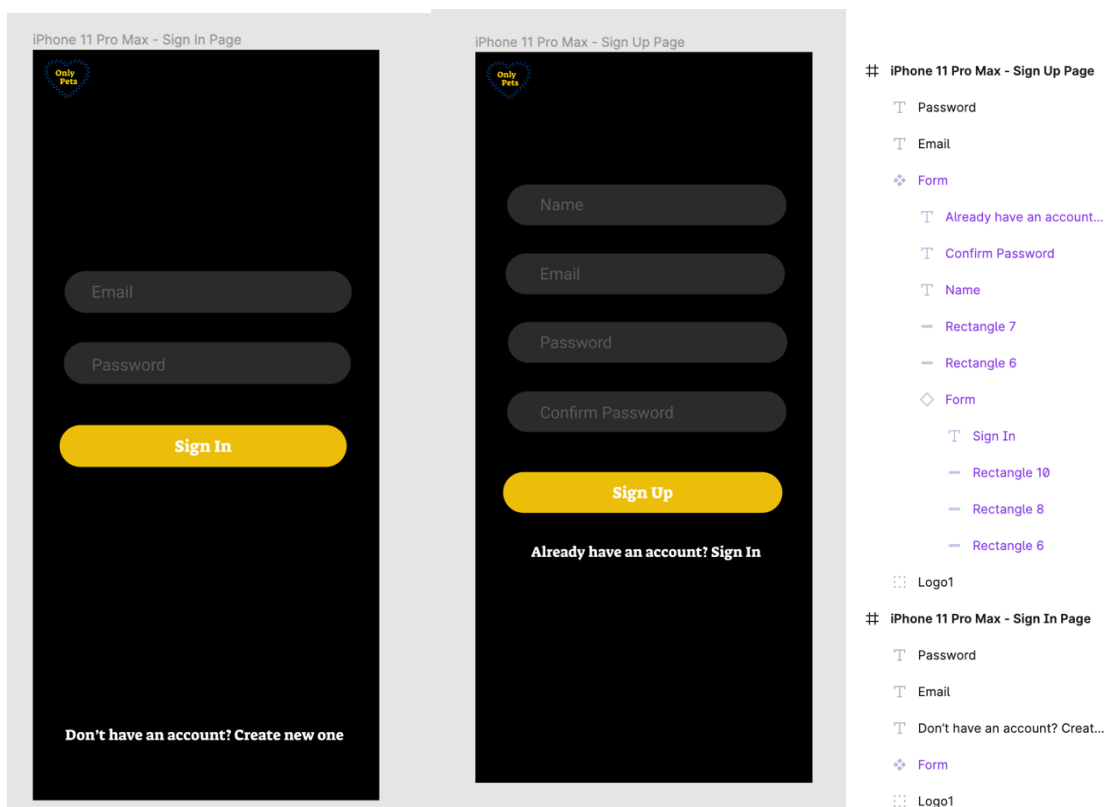 iPhone 11 Pro Max - Sign In Page
Only
Pets
Email
Password
Sign In
Don’t have an account? Create new one
iPhone 11 Pro Max - Sign Up Page
Only
Pets
Name
Email
Password
Confirm Password
Sign Up
Already have an account? Sign In
iPhone 11 Pro Max - Sign Up Page
Password
Email
Form
Already have an account...
Confirm Password
Name
Rectangle 7
Rectangle 6
Form
Sign In
Rectangle 10
Rectangle 8
Rectangle 6
Logo1
iPhone 11 Pro Max - Sign In Page
Password
Email
Don’t have an account? Creat...
Form
Logo1